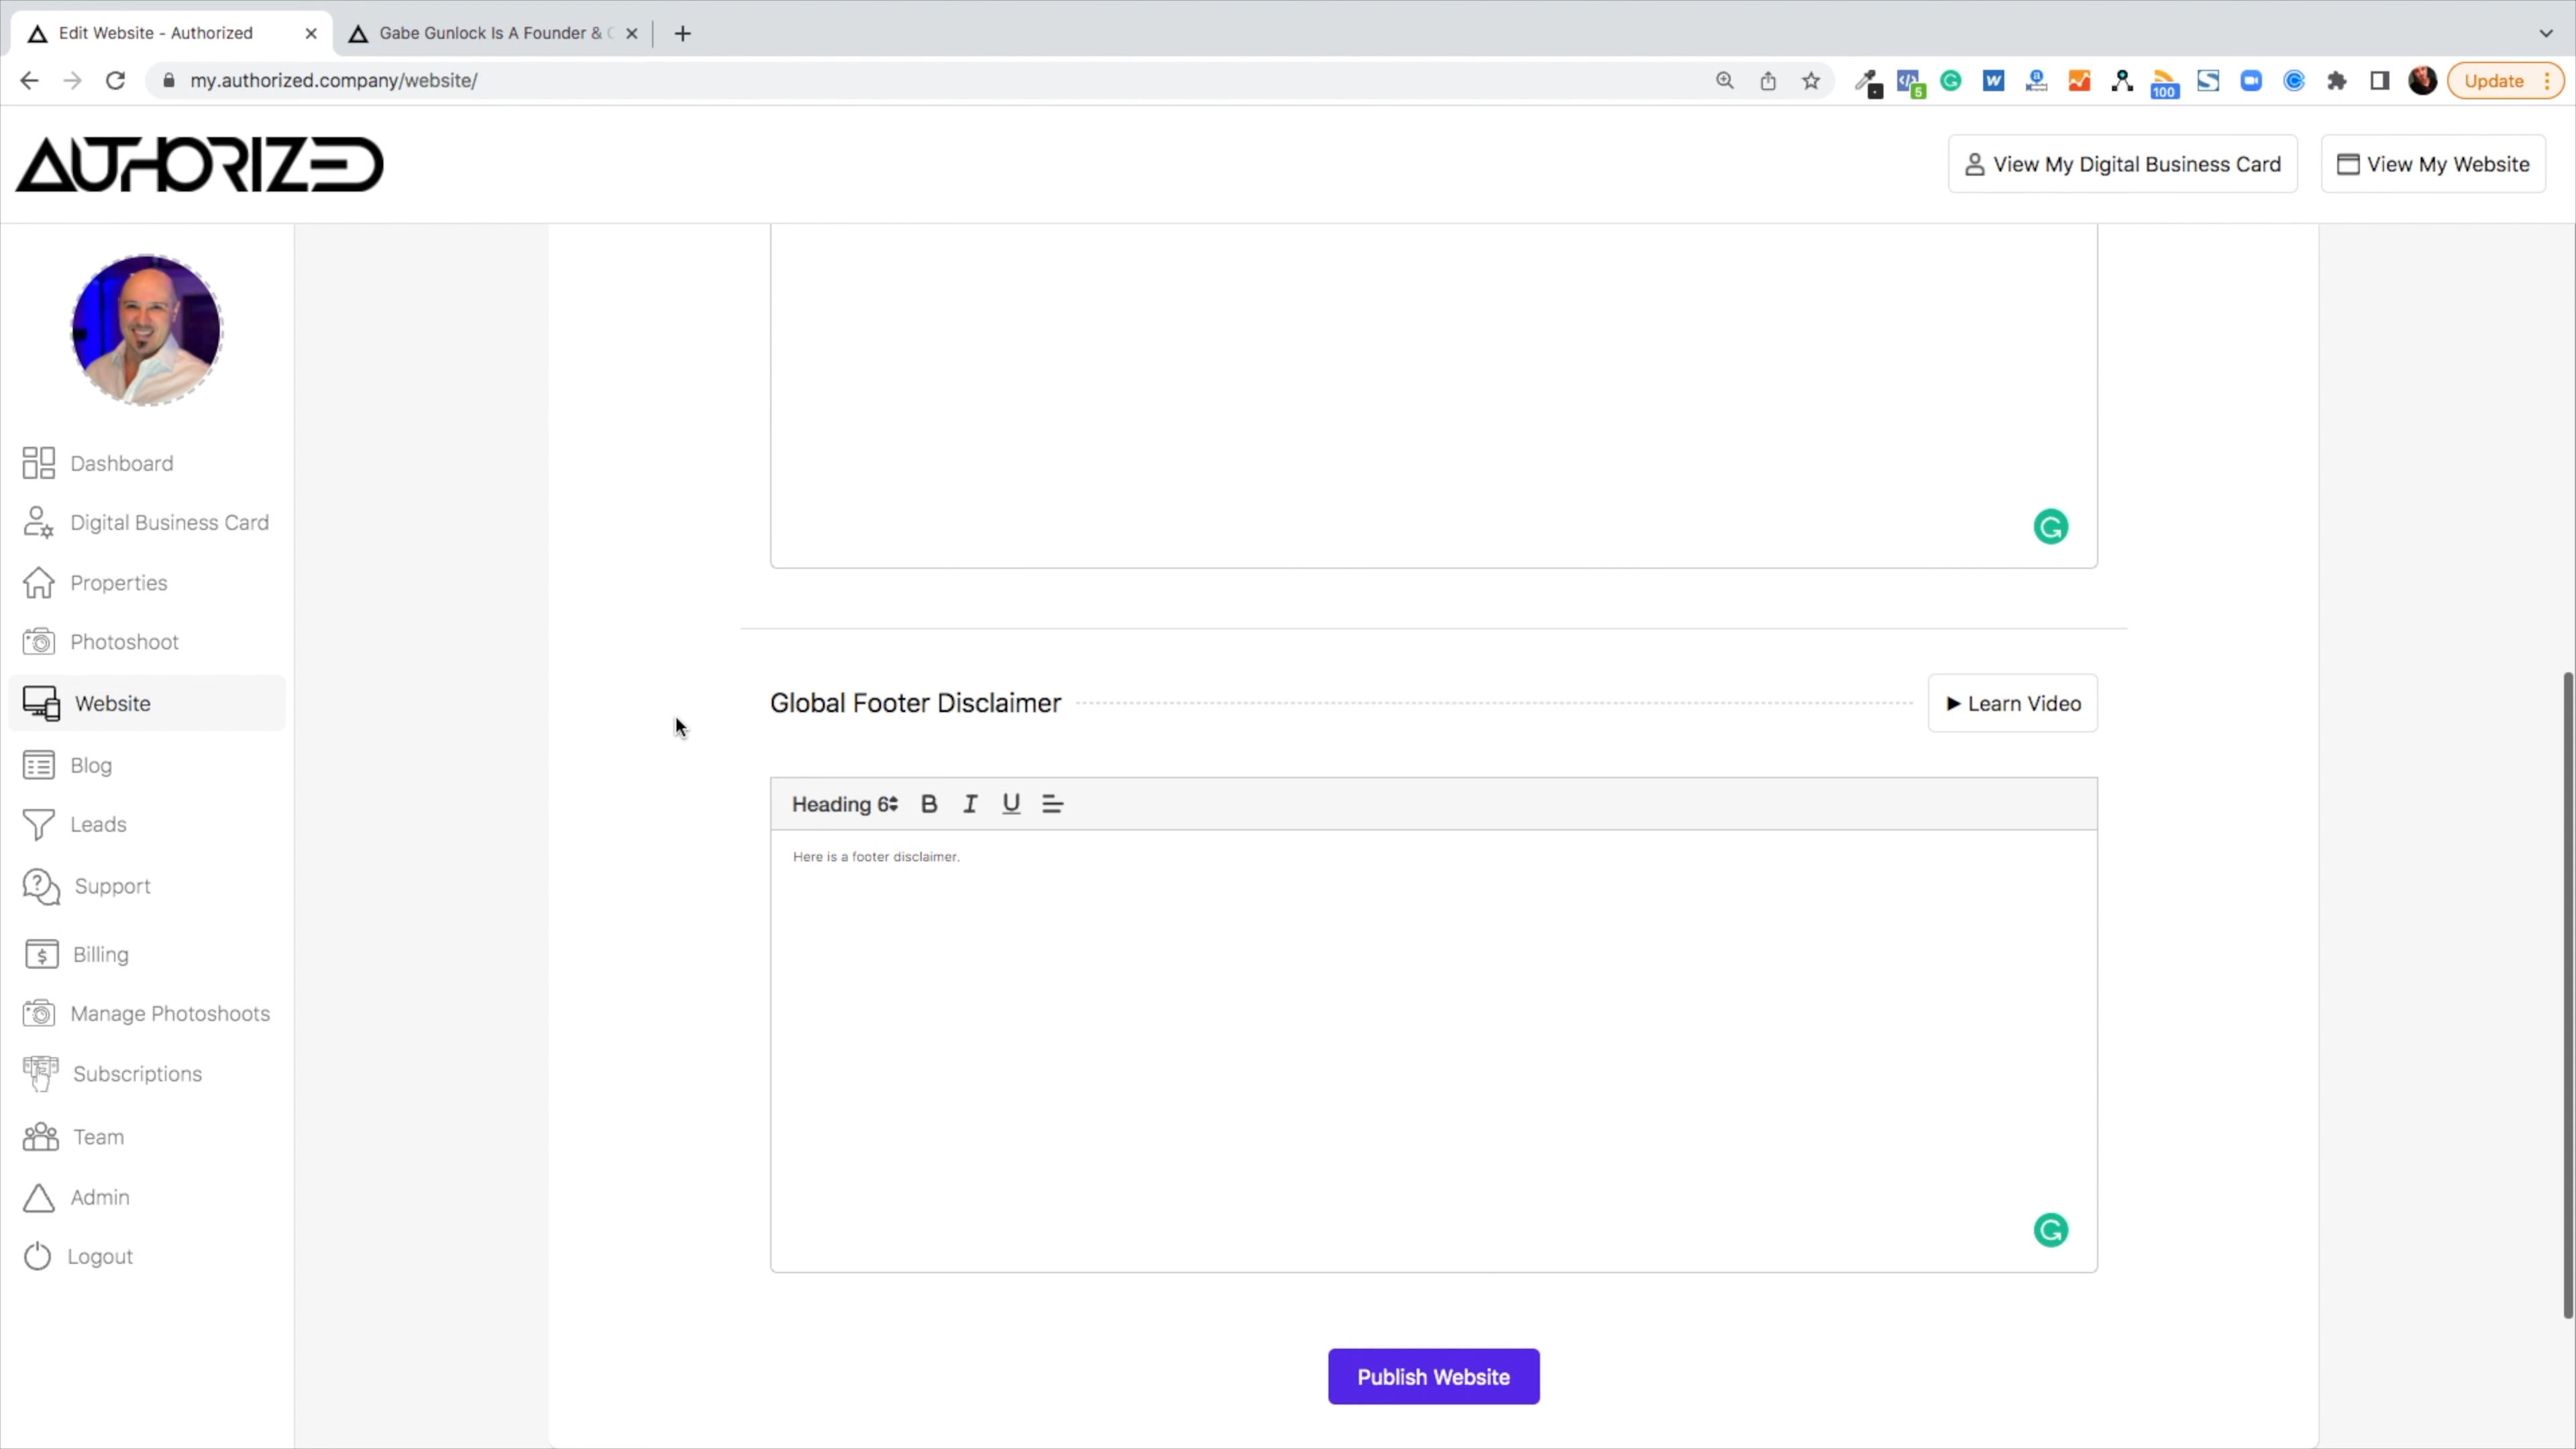 Edit Website - Authorized
Gabe Gunlock Is A Founder &
my.authorized.company/website/
5
100
Update
AUTHORIZED
View My Digital Business Card
View My Website
Dashboard
Digital Business Card
Properties
Photoshoot
Website
Blog
Leads
Support
Billing
Manage Photoshoots
Subscriptions
Team
Admin
Logout
Global Footer Disclaimer
Learn Video
Heading 6
B I U
Here is a footer disclaimer.
Publish Website